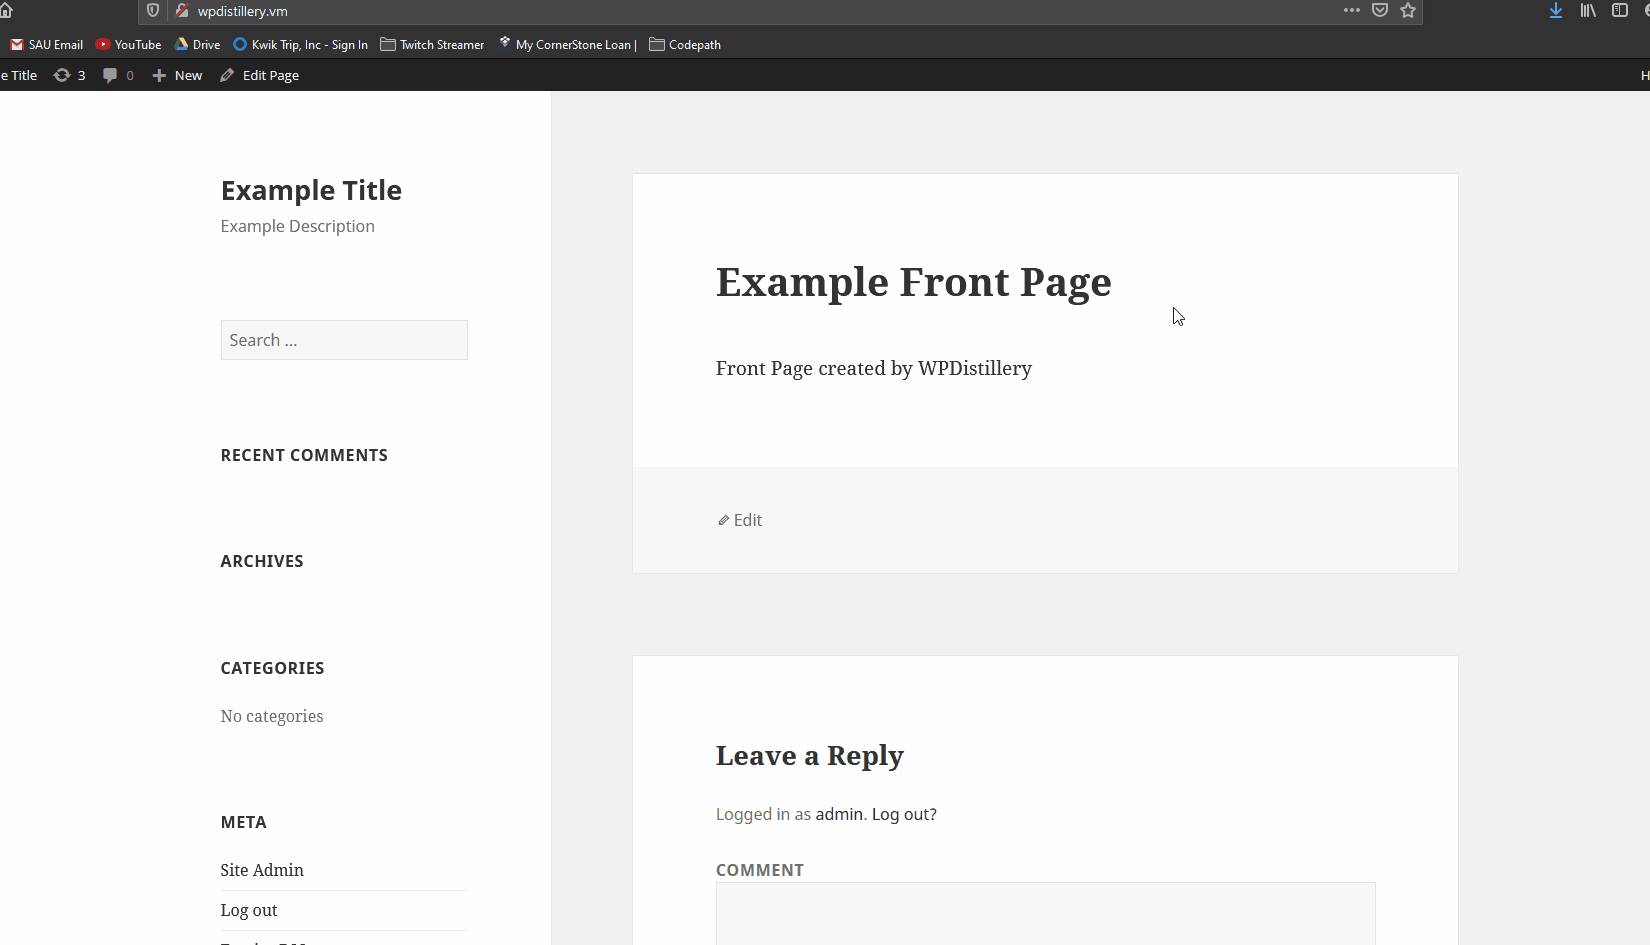 wpdistillery.vm
SAU Email YouTube Drive Kwik Trip, Inc - Sign In Twitch Streamer My CornerStone Loan | Codepath
e Title 3 0 New Edit Page H
Example Title
Example Description
Search ...
RECENT COMMENTS
ARCHIVES
CATEGORIES
No categories
META
Site Admin
Log out
Example Front Page
Front Page created by WPDistillery
Edit
Leave a Reply
Logged in as admin. Log out?
COMMENT